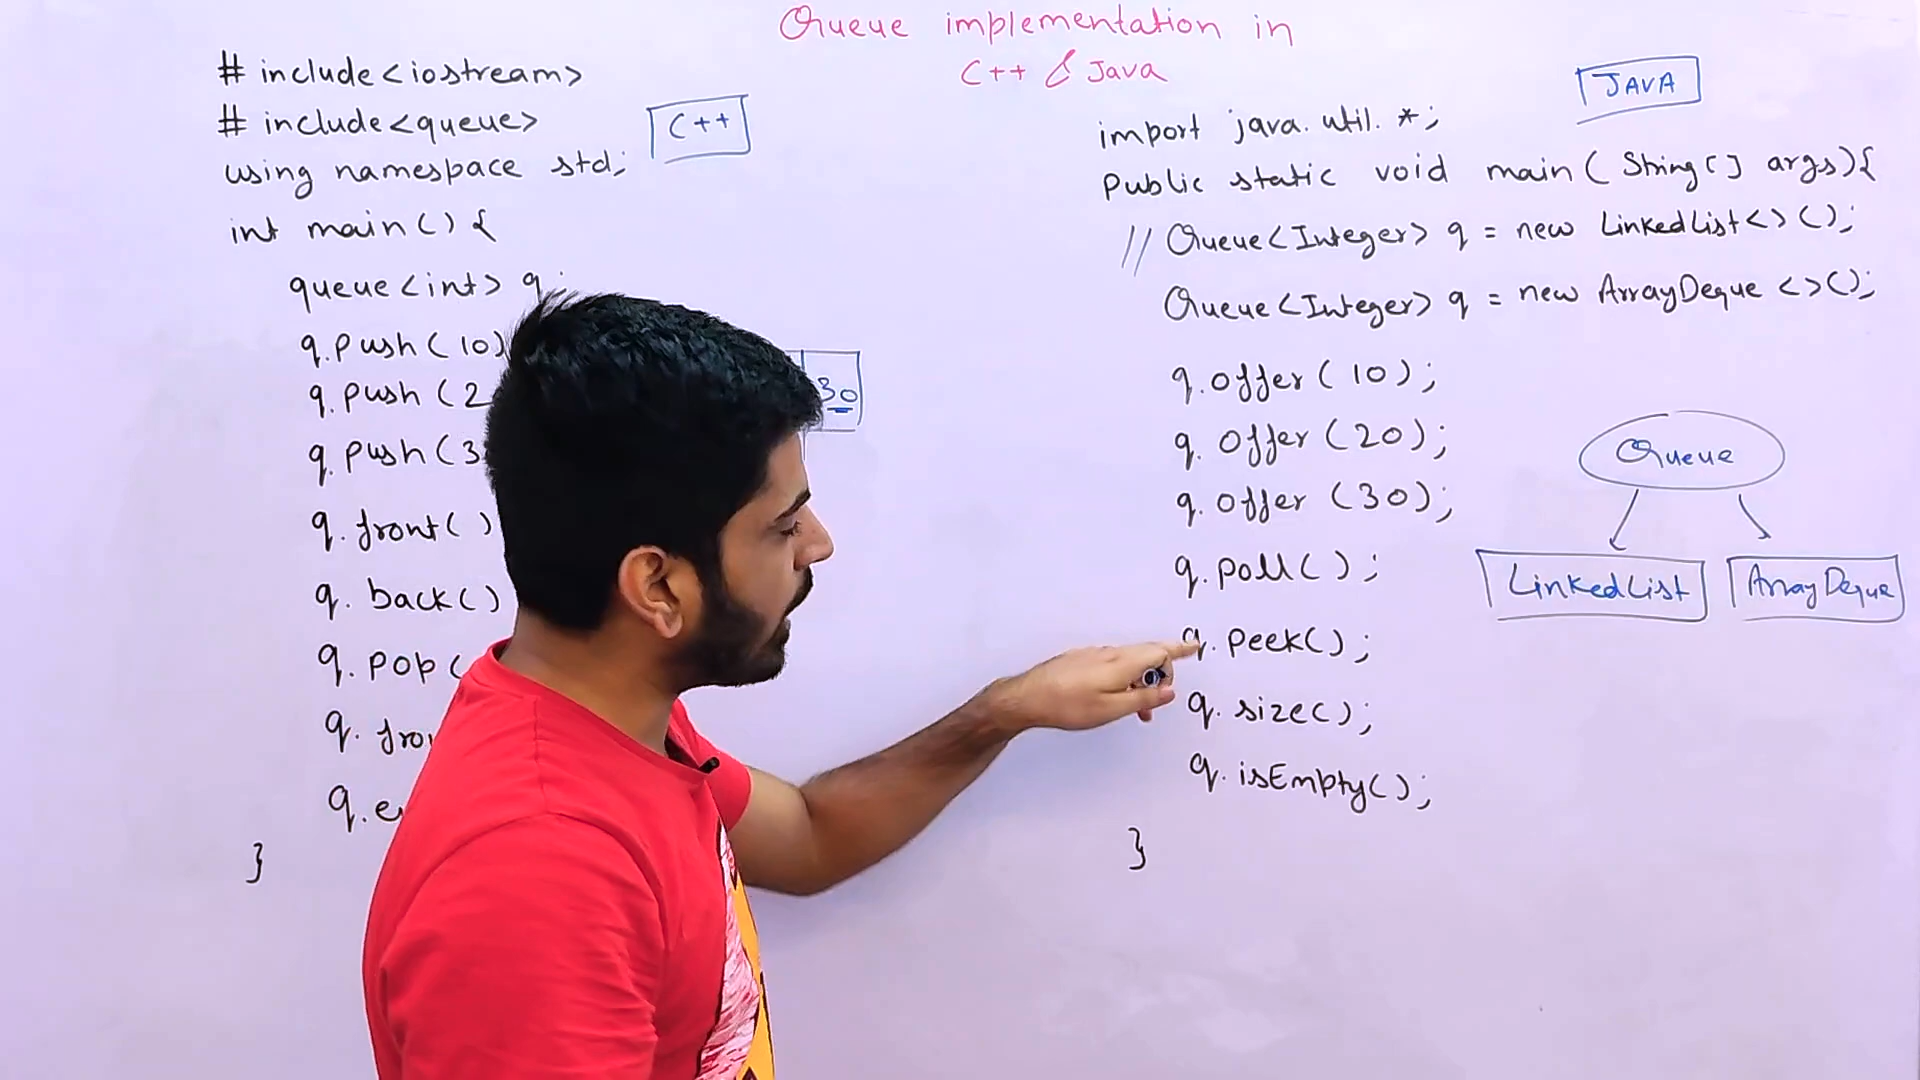 Queue implementation in
C++ & Java
# include<iostream>
# include<queue>
using namespace std;
int main() {
queue<int> q;
q.push(10)
q.push(2
q.push(3
q.front()
q.back()
q.pop(
q.fro
q.e
}
C++
30
JAVA
import java.util.*;
public static void main( String[] args){
// Queue<Integer> q = new LinkedList<>();
Queue<Integer> q = new ArrayDeque<>();
q.offer(10);
q.offer(20);
q.offer(30);
q.poll();
q.peek();
q.size();
q.isEmpty();
}
Queue
LinkedList
ArrayDeque